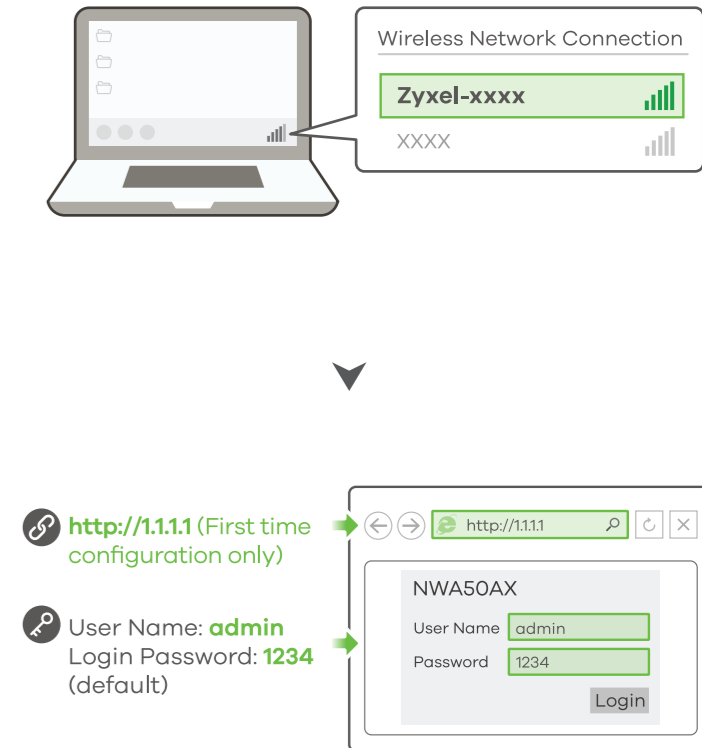 Wireless Network Connection
Zyxel-xxxx
XXXX
http://1.1.1.1 (First time
configuration only)
http://1.1.1.1
User Name: admin
Login Password: 1234
(default)
NWA50AX
User Name admin
Password 1234
Login